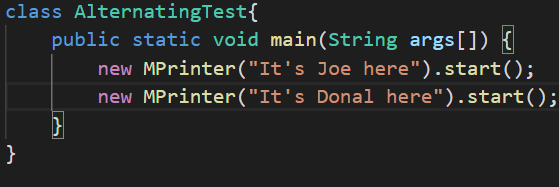 class AlternatingTest{
    public static void main(String args[]) {
        new MPrinter("It's Joe here").start();
        new MPrinter("It's Donal here").start();
    }
}